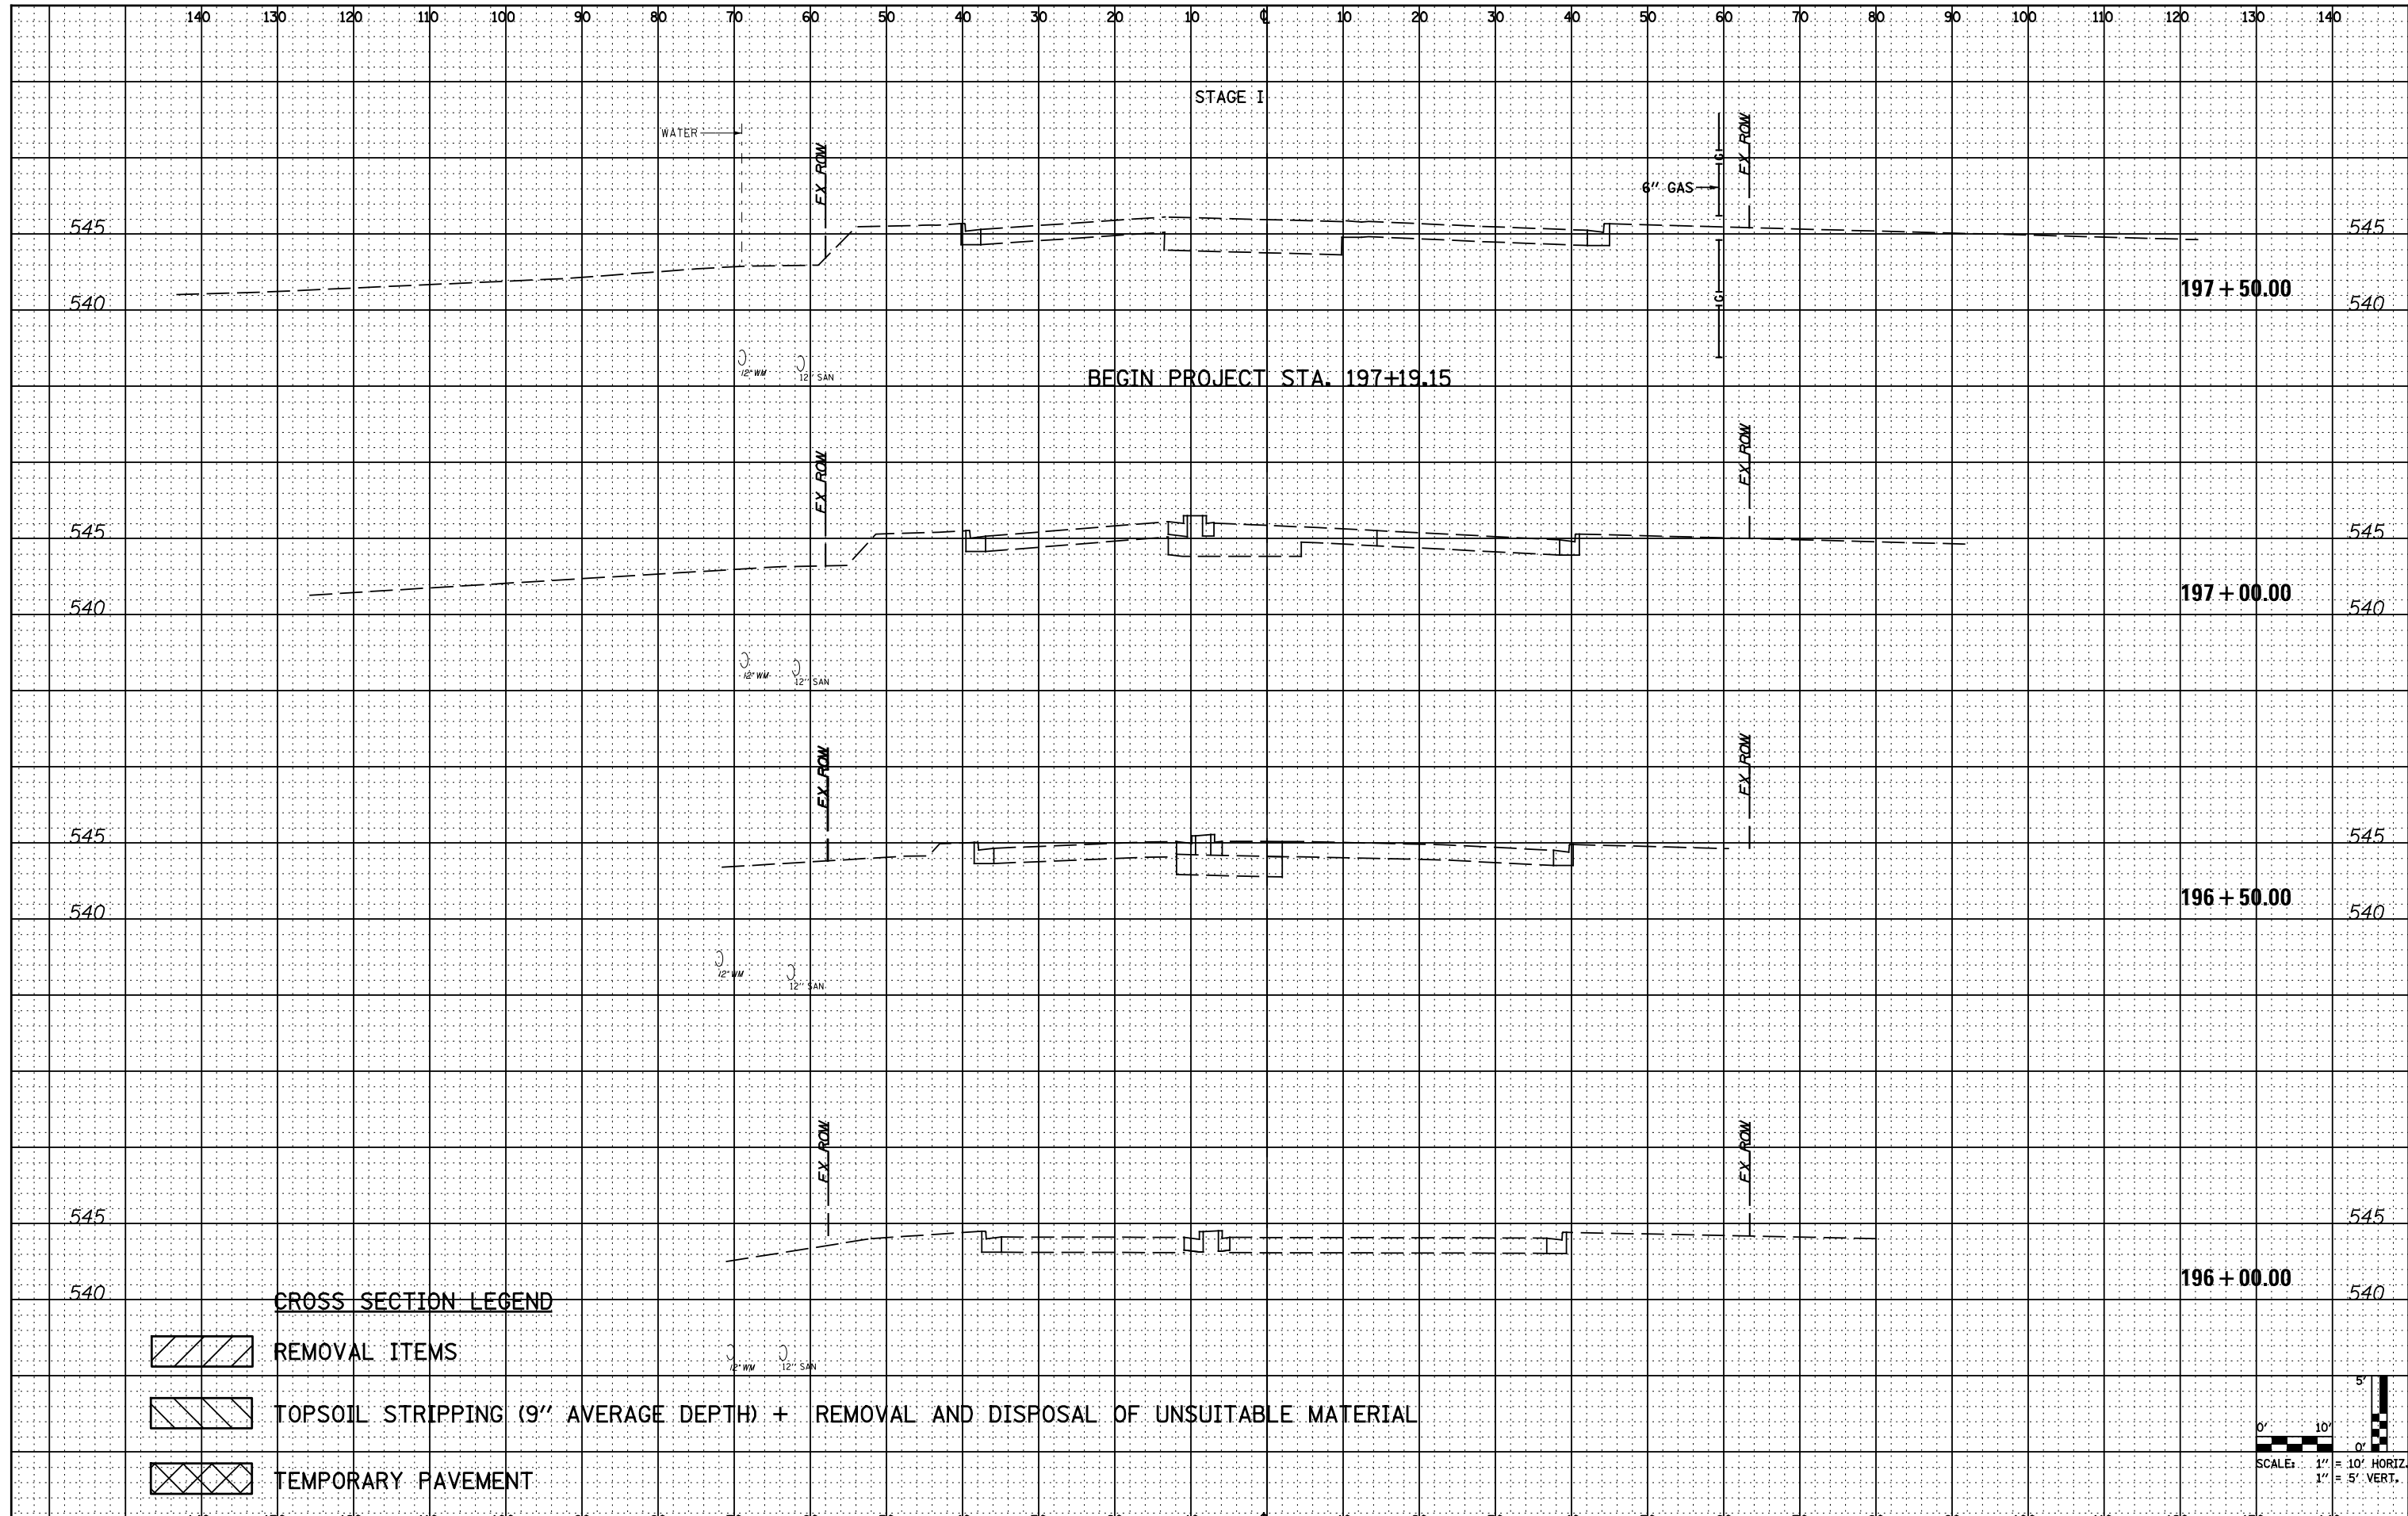 140 130 120 110 100 90 80 70 60 50 40 30 20 10 ℄ 10 20 30 40 50 60 70 80 90 100 110 120 130 140
STAGE I
WATER
EX ROW
G
EX ROW
6" GAS
545
545
G
197+50.00
540
540
12" WM
12" SAN
BEGIN PROJECT STA. 197+19.15
EX ROW
EX ROW
545
545
197+00.00
540
540
12" WM
12" SAN
EX ROW
EX ROW
545
545
196+50.00
540
540
12" WM
12" SAN
EX ROW
EX ROW
545
545
196+00.00
540
540
CROSS SECTION LEGEND
REMOVAL ITEMS
12" WM
12" SAN
TOPSOIL STRIPPING (9" AVERAGE DEPTH) + REMOVAL AND DISPOSAL OF UNSUITABLE MATERIAL
TEMPORARY PAVEMENT
5'
0' 10'
0'
SCALE: 1" = 10' HORIZ.
1" = 5' VERT.